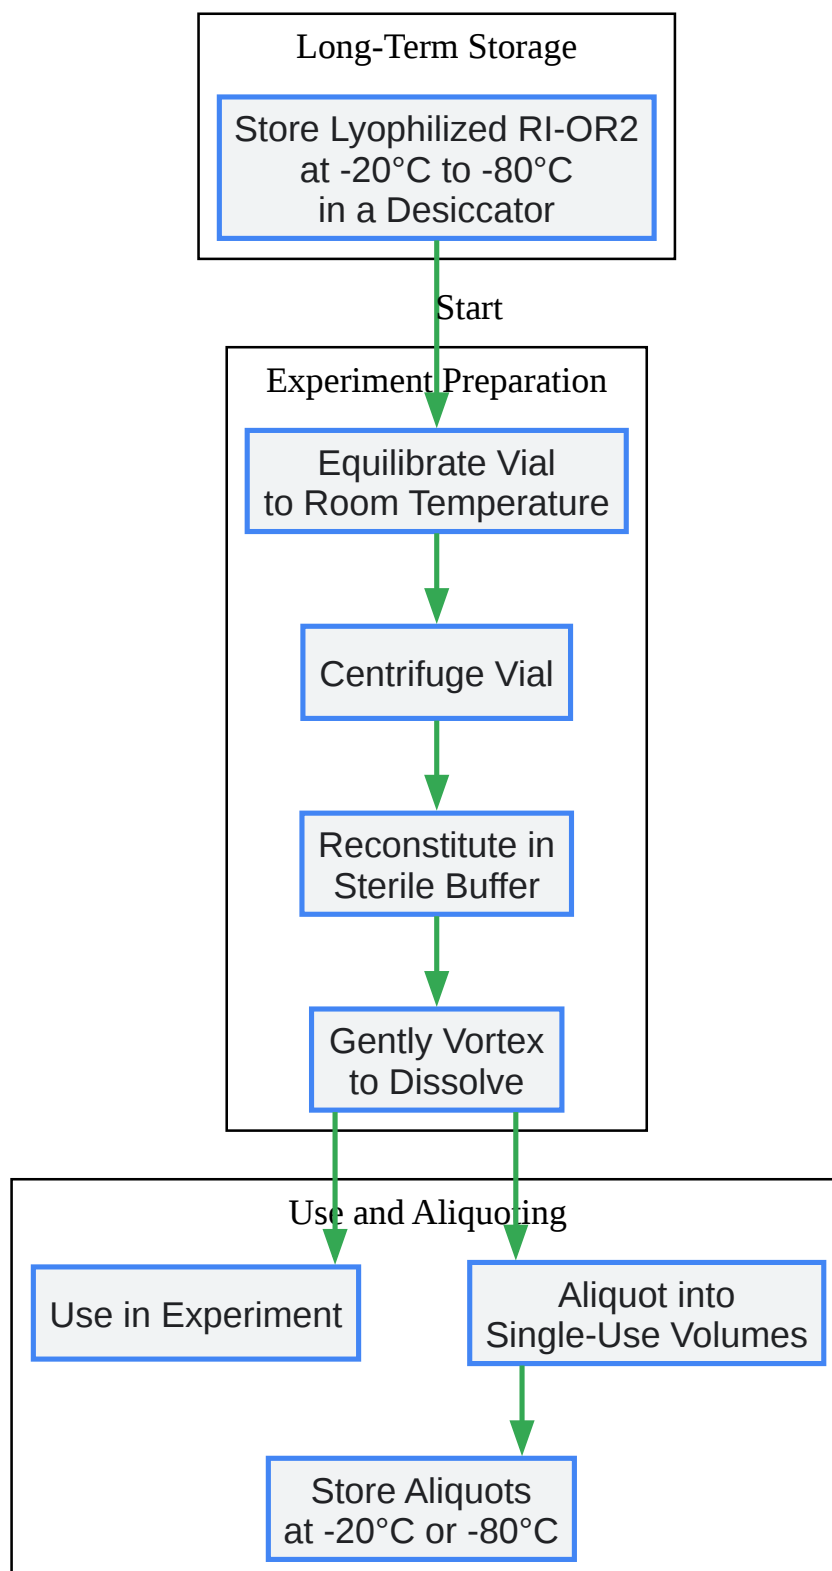 Long-Term Storage
Store Lyophilized RI-OR2
at -20°C to -80°C
in a Desiccator
Start
Experiment Preparation
Equilibrate Vial
to Room Temperature
Centrifuge Vial
Reconstitute in
Sterile Buffer
Gently Vortex
to Dissolve
Use and Aliquoting
Use in Experiment
Aliquot into
Single-Use Volumes
Store Aliquots
at -20°C or -80°C